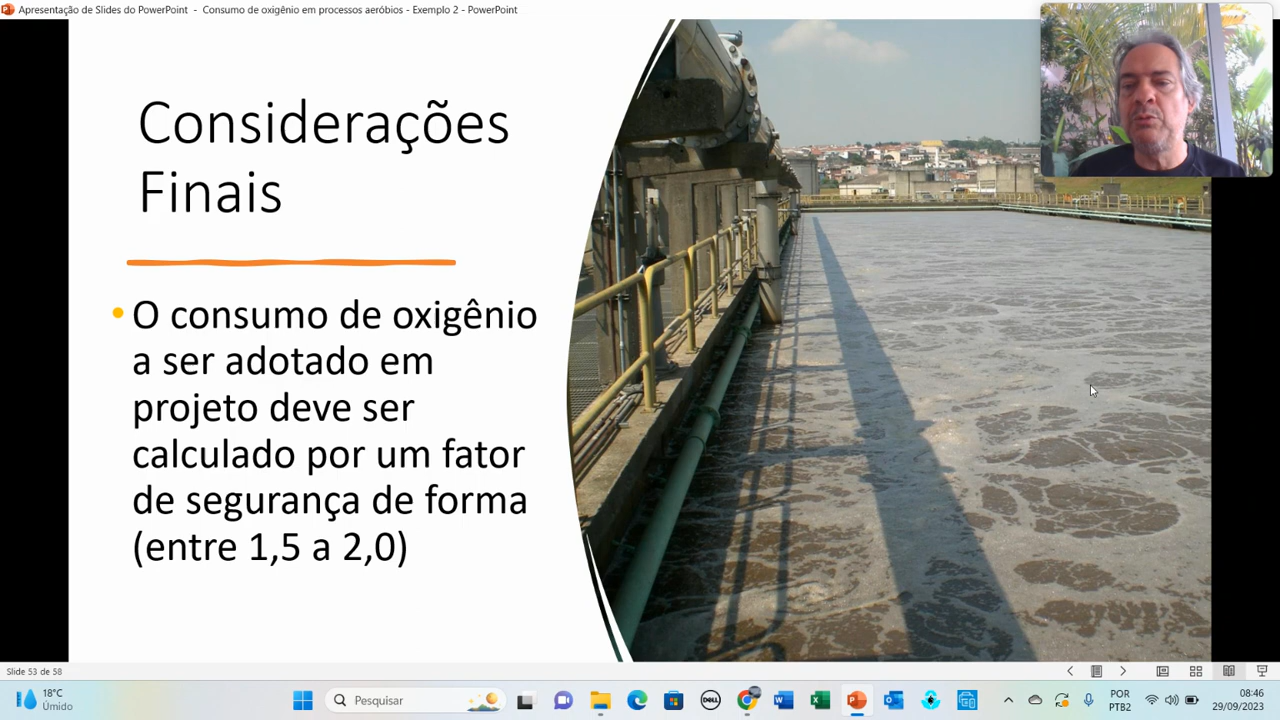 Apresentação de Slides do PowerPoint - Consumo de oxigênio em processos aeróbios - Exemplo 2 - PowerPoint
Considerações
Finais
• O consumo de oxigênio
a ser adotado em
projeto deve ser
calculado por um fator
de segurança de forma
(entre 1,5 a 2,0)
Slide 53 de 58
18°C
Úmido
Pesquisar
DELL
POR
PTB2
08:46
29/09/2023